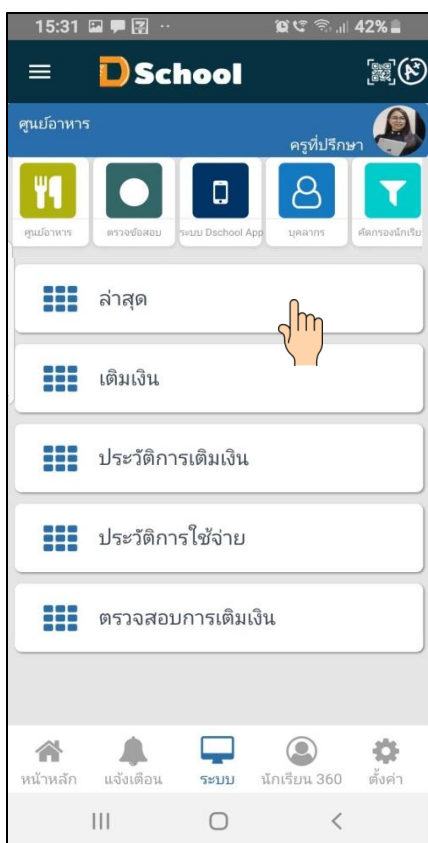 15:31 42%
DSchool A+
ศูนย์อาหาร
ครูที่ปรึกษา
ศูนย์อาหาร ตรวจข้อสอบ ระบบ Dschool App บุคลากร คัดกรองนักเรีย
ล่าสุด
เติมเงิน
ประวัติการเติมเงิน
ประวัติการใช้จ่าย
ตรวจสอบการเติมเงิน
หน้าหลัก แจ้งเตือน ระบบ นักเรียน 360 ตั้งค่า